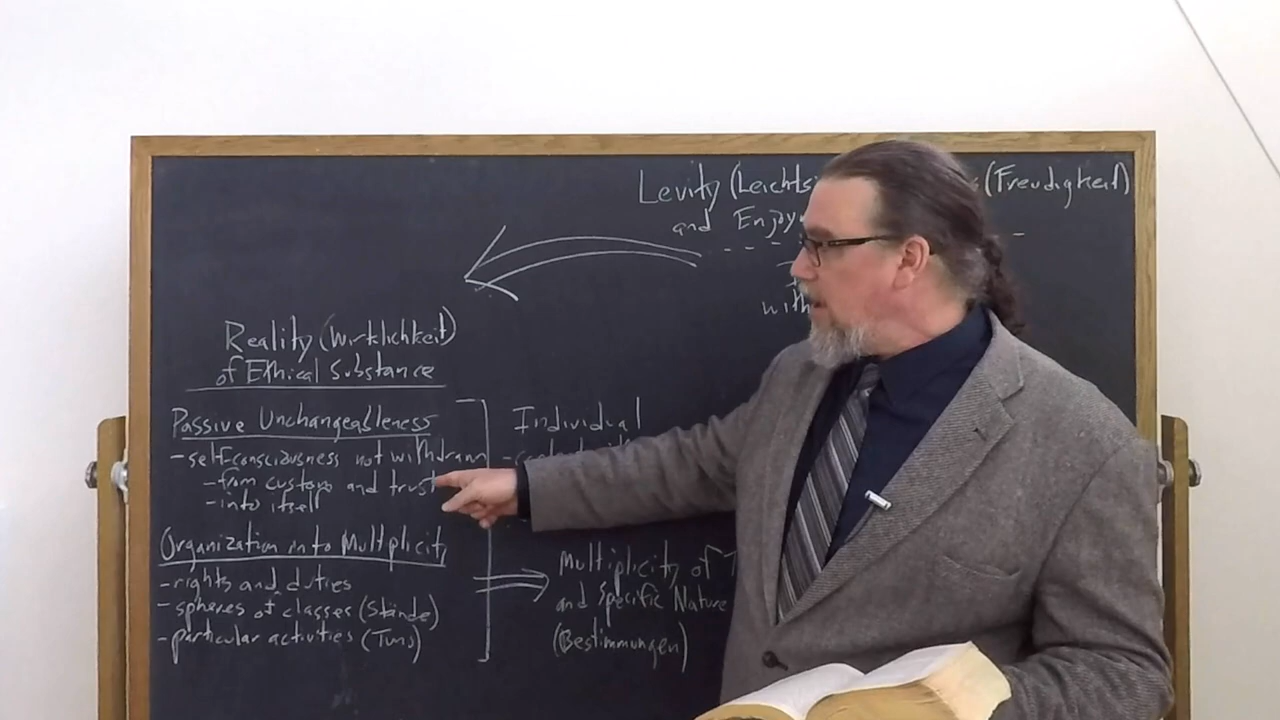 Levity (Leichtsi (Freudigkeit)
and Enjoy
with
Reality (Wirklichkeit)
of Ethical Substance
Passive Unchangeableness
- self-consciousness not withdrawn
- from custom and trust
- into itself
Individual
Organization into Multiplicity
- rights and duties
- spheres of classes (Stände)
- particular activities (Tuns)
Multiplicity of T
and Specific Nature
(Bestimmungen)